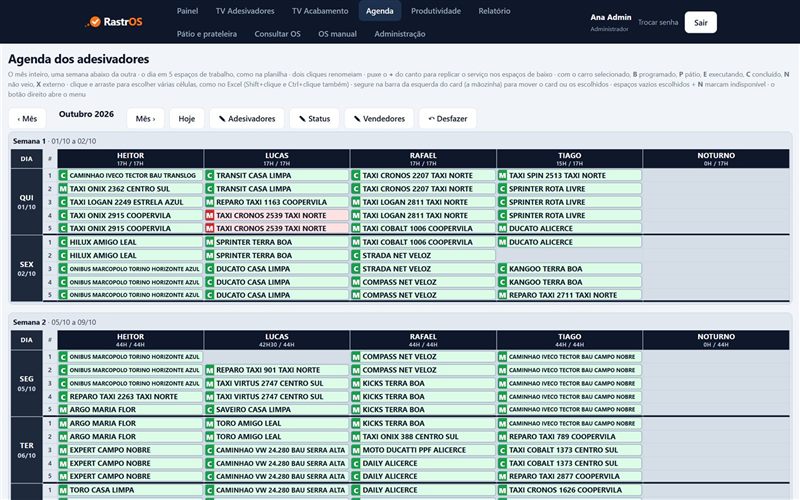 RastrOS
Painel
TV Adesivadores
TV Acabamento
Agenda
Produtividade
Relatório
Pátio e prateleira
Consultar OS
OS manual
Administração
Ana Admin
Administrador
Trocar senha
Sair
Agenda dos adesivadores
O mês inteiro, uma semana abaixo da outra · o dia em 5 espaços de trabalho, como na planilha · dois cliques renomeiam · puxe o + do canto para replicar o serviço nos espaços de baixo · com o carro selecionado, B programado, P pátio, E executando, C concluído, N
não veio, X externo · clique e arraste para escolher várias células, como no Excel (Shift+clique e Ctrl+clique também) · segure na barra da esquerda do card (a mãozinha) para mover o card ou os escolhidos · espaços vazios escolhidos + N marcam indisponível · o
botão direito abre o menu
‹ Mês
Outubro 2026
Mês ›
Hoje
Adesivadores
Status
Vendedores
Desfazer
Semana 1 · 01/10 a 02/10
DIA # HEITOR LUCAS RAFAEL TIAGO NOTURNO
17H / 17H 17H / 17H 17H / 17H 15H / 17H 0H / 17H
QUI
01/10
1 C CAMINHAO IVECO TECTOR BAU TRANSLOG C TRANSIT CASA LIMPA C TAXI CRONOS 2207 TAXI NORTE M TAXI SPIN 2513 TAXI NORTE
2 M TAXI ONIX 2362 CENTRO SUL C TRANSIT CASA LIMPA C TAXI CRONOS 2207 TAXI NORTE C SPRINTER ROTA LIVRE
3 C TAXI LOGAN 2249 ESTRELA AZUL M REPARO TAXI 1163 COOPERVILA C TAXI LOGAN 2811 TAXI NORTE C SPRINTER ROTA LIVRE
4 C TAXI ONIX 2915 COOPERVILA M TAXI CRONOS 2539 TAXI NORTE C TAXI LOGAN 2811 TAXI NORTE C SPRINTER ROTA LIVRE
5 C TAXI ONIX 2915 COOPERVILA M TAXI CRONOS 2539 TAXI NORTE M TAXI COBALT 1006 COOPERVILA M DUCATO ALICERCE
SEX
02/10
1 C HILUX AMIGO LEAL M SPRINTER TERRA BOA M TAXI COBALT 1006 COOPERVILA M DUCATO ALICERCE
2 C HILUX AMIGO LEAL M SPRINTER TERRA BOA C STRADA NET VELOZ
3 C ONIBUS MARCOPOLO TORINO HORIZONTE AZUL C DUCATO CASA LIMPA C STRADA NET VELOZ C KANGOO TERRA BOA
4 C ONIBUS MARCOPOLO TORINO HORIZONTE AZUL C DUCATO CASA LIMPA M COMPASS NET VELOZ C KANGOO TERRA BOA
5 C ONIBUS MARCOPOLO TORINO HORIZONTE AZUL C DUCATO CASA LIMPA M COMPASS NET VELOZ M REPARO TAXI 2711 TAXI NORTE
Semana 2 · 05/10 a 09/10
DIA # HEITOR LUCAS RAFAEL TIAGO NOTURNO
44H / 44H 42H30 / 44H 44H / 44H 44H / 44H 0H / 44H
SEG
05/10
1 C ONIBUS MARCOPOLO TORINO HORIZONTE AZUL M COMPASS NET VELOZ M CAMINHAO IVECO TECTOR BAU CAMPO NOBRE
2 C ONIBUS MARCOPOLO TORINO HORIZONTE AZUL M REPARO TAXI 901 TAXI NORTE M COMPASS NET VELOZ M CAMINHAO IVECO TECTOR BAU CAMPO NOBRE
3 C ONIBUS MARCOPOLO TORINO HORIZONTE AZUL M TAXI VIRTUS 2747 CENTRO SUL M KICKS TERRA BOA M CAMINHAO IVECO TECTOR BAU CAMPO NOBRE
4 C REPARO TAXI 2263 TAXI NORTE M TAXI VIRTUS 2747 CENTRO SUL M KICKS TERRA BOA M CAMINHAO IVECO TECTOR BAU CAMPO NOBRE
5 M ARGO MARIA FLOR C SAVEIRO CASA LIMPA M KICKS TERRA BOA M CAMINHAO IVECO TECTOR BAU CAMPO NOBRE
TER
06/10
1 M ARGO MARIA FLOR M TORO AMIGO LEAL M KICKS TERRA BOA M CAMINHAO IVECO TECTOR BAU CAMPO NOBRE
2 M ARGO MARIA FLOR M TORO AMIGO LEAL M TAXI ONIX 388 CENTRO SUL M REPARO TAXI 789 COOPERVILA
3 M EXPERT CAMPO NOBRE C CAMINHAO VW 24.280 BAU SERRA ALTA M MOTO DUCATTI PPF ALICERCE C TAXI COBALT 1373 CENTRO SUL
4 M EXPERT CAMPO NOBRE C CAMINHAO VW 24.280 BAU SERRA ALTA C DAILY ALICERCE C TAXI COBALT 1373 CENTRO SUL
5 M EXPERT CAMPO NOBRE C CAMINHAO VW 24.280 BAU SERRA ALTA C DAILY ALICERCE M REPARO TAXI 2877 COOPERVILA
1 M TORO CASA LIMPA C CAMINHAO VW 24.280 BAU SERRA ALTA C DAILY ALICERCE M TAXI CRONOS 1626 COOPERVILA